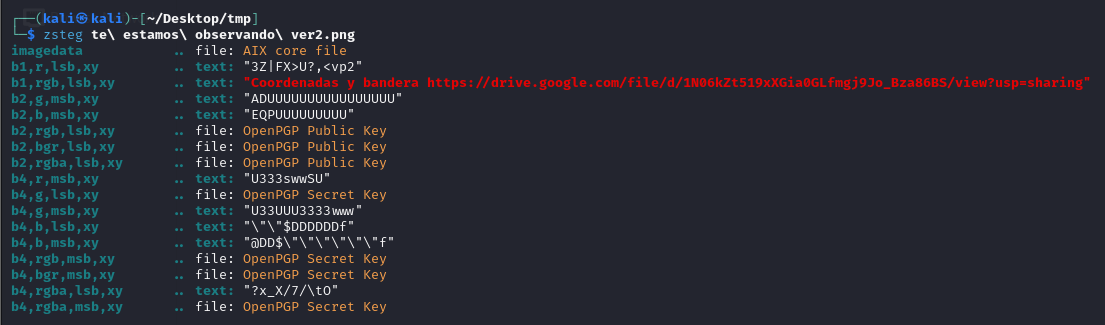 ┌──(kali㉿kali)-[~/Desktop/tmp]
└─$ zsteg te\ estamos\ observando\ ver2.png
imagedata .. file: AIX core file
b1,r,lsb,xy .. text: "3Z|FX>U?,<vp2"
b1,rgb,lsb,xy .. text: "Coordenadas y bandera https://drive.google.com/file/d/1N06kZt519xXGia0GLfmgj9Jo_Bza86BS/view?usp=sharing"
b2,g,msb,xy .. text: "ADUUUUUUUUUUUUUUUU"
b2,b,msb,xy .. text: "EQPUUUUUUUUU"
b2,rgb,lsb,xy .. file: OpenPGP Public Key
b2,bgr,lsb,xy .. file: OpenPGP Public Key
b2,rgba,lsb,xy .. file: OpenPGP Public Key
b4,r,msb,xy .. text: "U333swwSU"
b4,g,lsb,xy .. file: OpenPGP Secret Key
b4,g,msb,xy .. text: "U33UUU3333www"
b4,b,lsb,xy .. text: "\"\"$DDDDDDf"
b4,b,msb,xy .. text: "@DD$\"\"\"\"\"\"f"
b4,rgb,msb,xy .. file: OpenPGP Secret Key
b4,bgr,msb,xy .. file: OpenPGP Secret Key
b4,rgba,lsb,xy .. text: "?x_X/7/\tO"
b4,rgba,msb,xy .. file: OpenPGP Secret Key